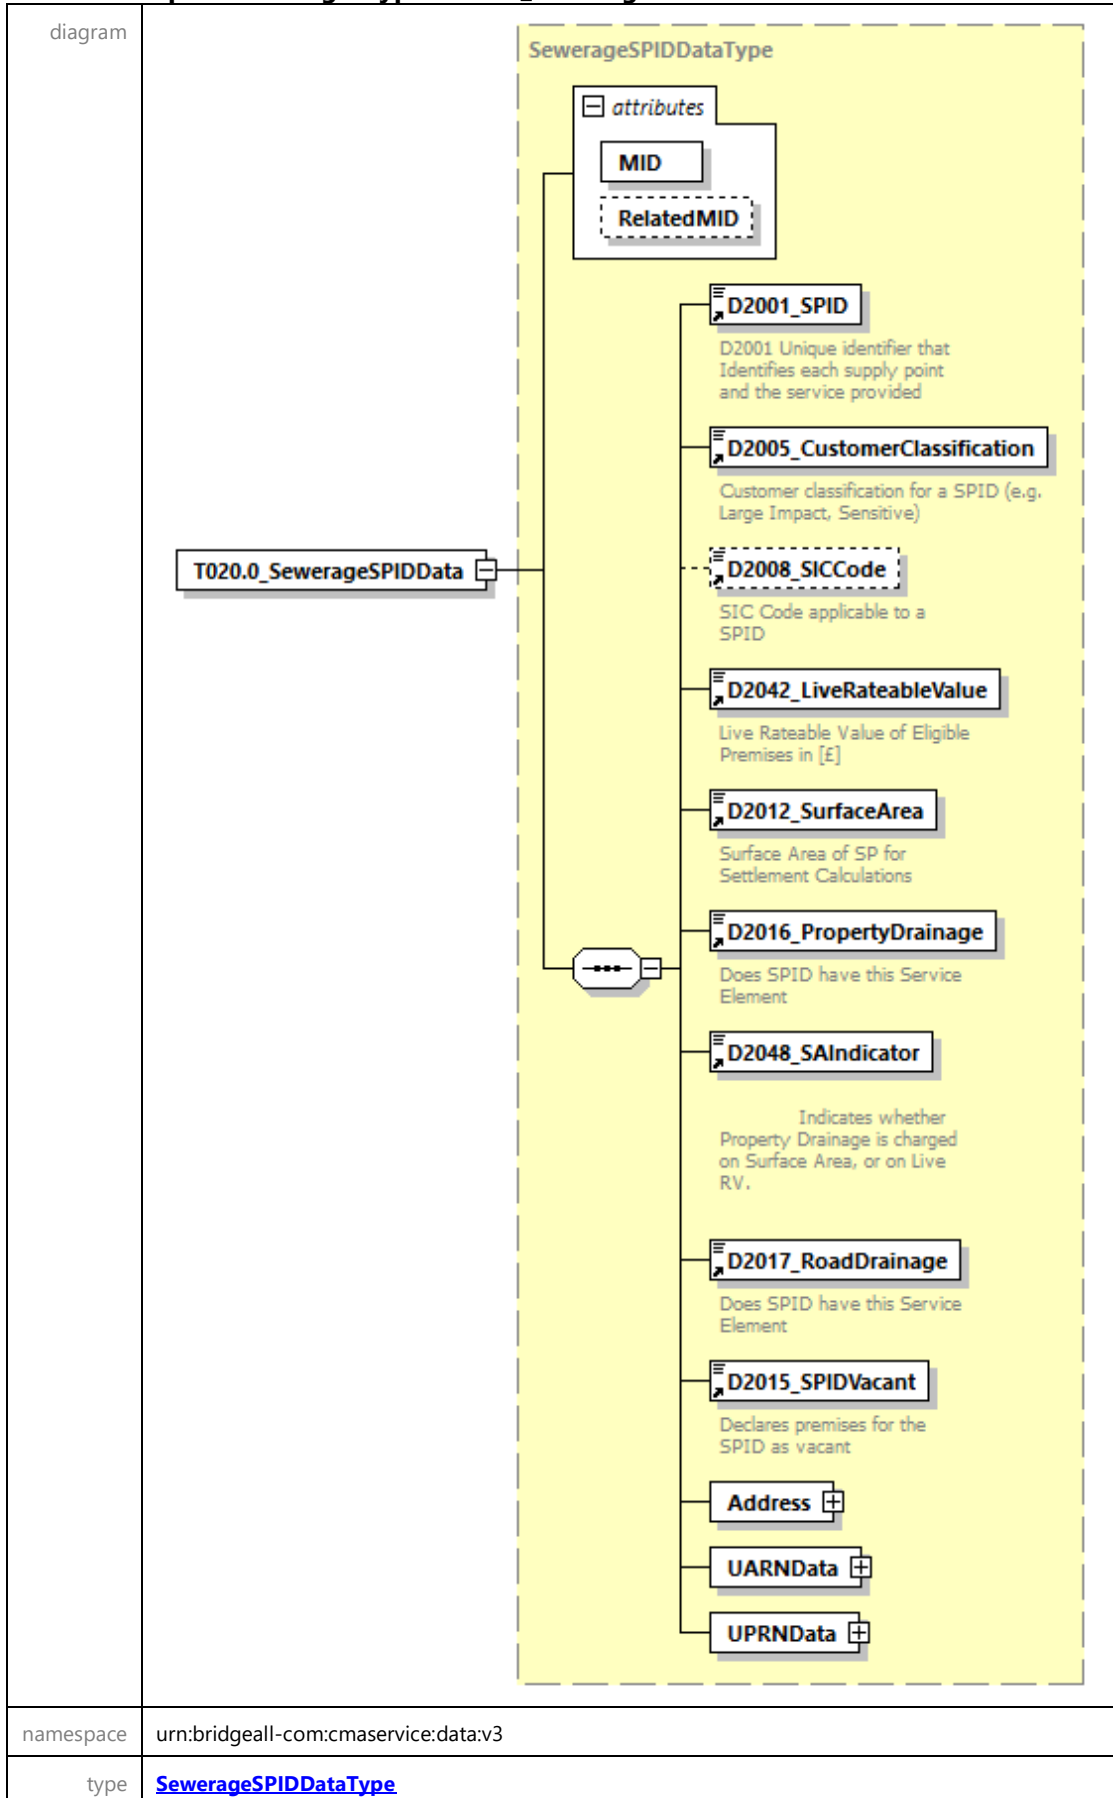 diagram
SewerageSPIDDataType
attributes
MID
RelatedMID
D2001_SPID
D2001 Unique identifier that
Identifies each supply point
and the service provided
D2005_CustomerClassification
Customer classification for a SPID (e.g.
Large Impact, Sensitive)
T020.0_SewerageSPIDData
D2008_SICCode
SIC Code applicable to a
SPID
D2042_LiveRateableValue
Live Rateable Value of Eligible
Premises in [£]
D2012_SurfaceArea
Surface Area of SP for
Settlement Calculations
D2016_PropertyDrainage
Does SPID have this Service
Element
D2048_SAIndicator
Indicates whether
Property Drainage is charged
on Surface Area, or on Live
RV.
D2017_RoadDrainage
Does SPID have this Service
Element
D2015_SPIDVacant
Declares premises for the
SPID as vacant
Address
UARNData
UPRNData
namespace urn:bridgeall-com:cmaservice:data:v3
type SewerageSPIDDataType